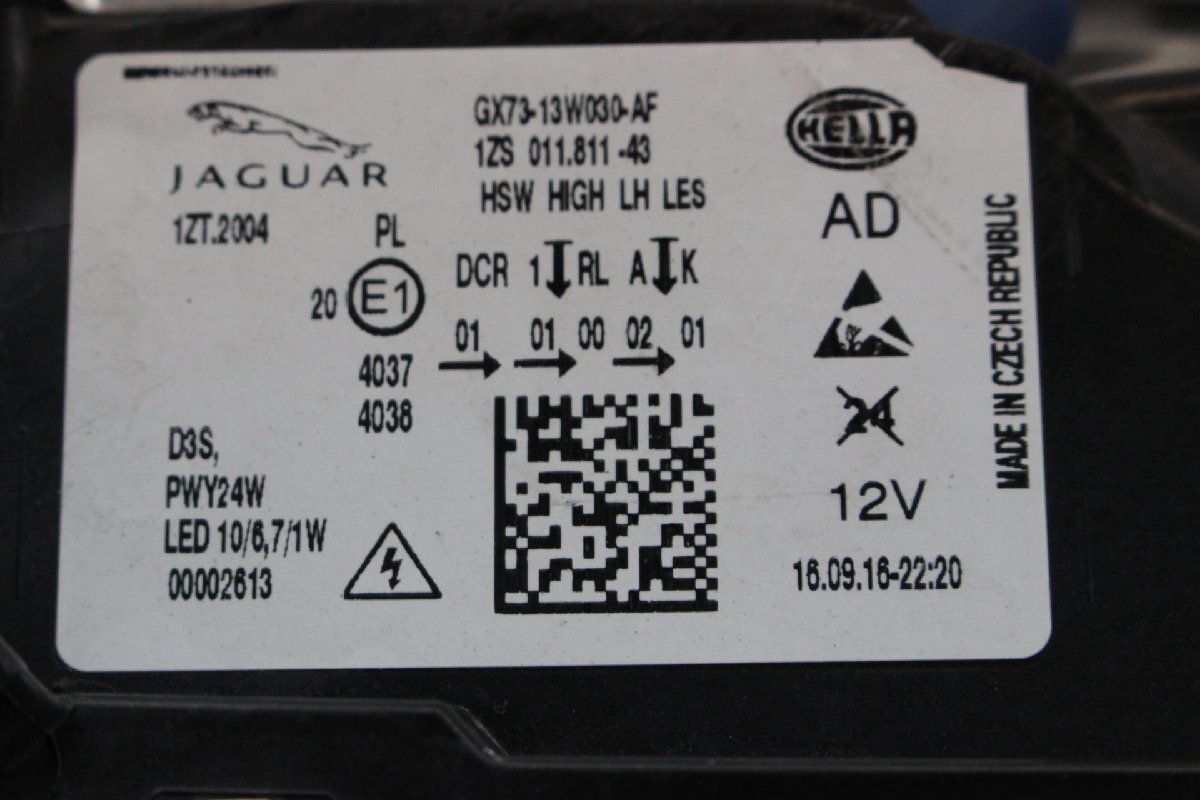 JAGUAR
1ZT.2004
GX73-13W030-AF
1ZS 011.811-43
HSW HIGH LH LES
HELLA
AD
PL
20 E1
4037
4038
DCR 1 RL A K
01 01 00 02 01
D3S,
PWY24W
LED 10/6,7/1W
00002613
24
12V
16.09.16-22:20
MADE IN CZECH REPUBLIC